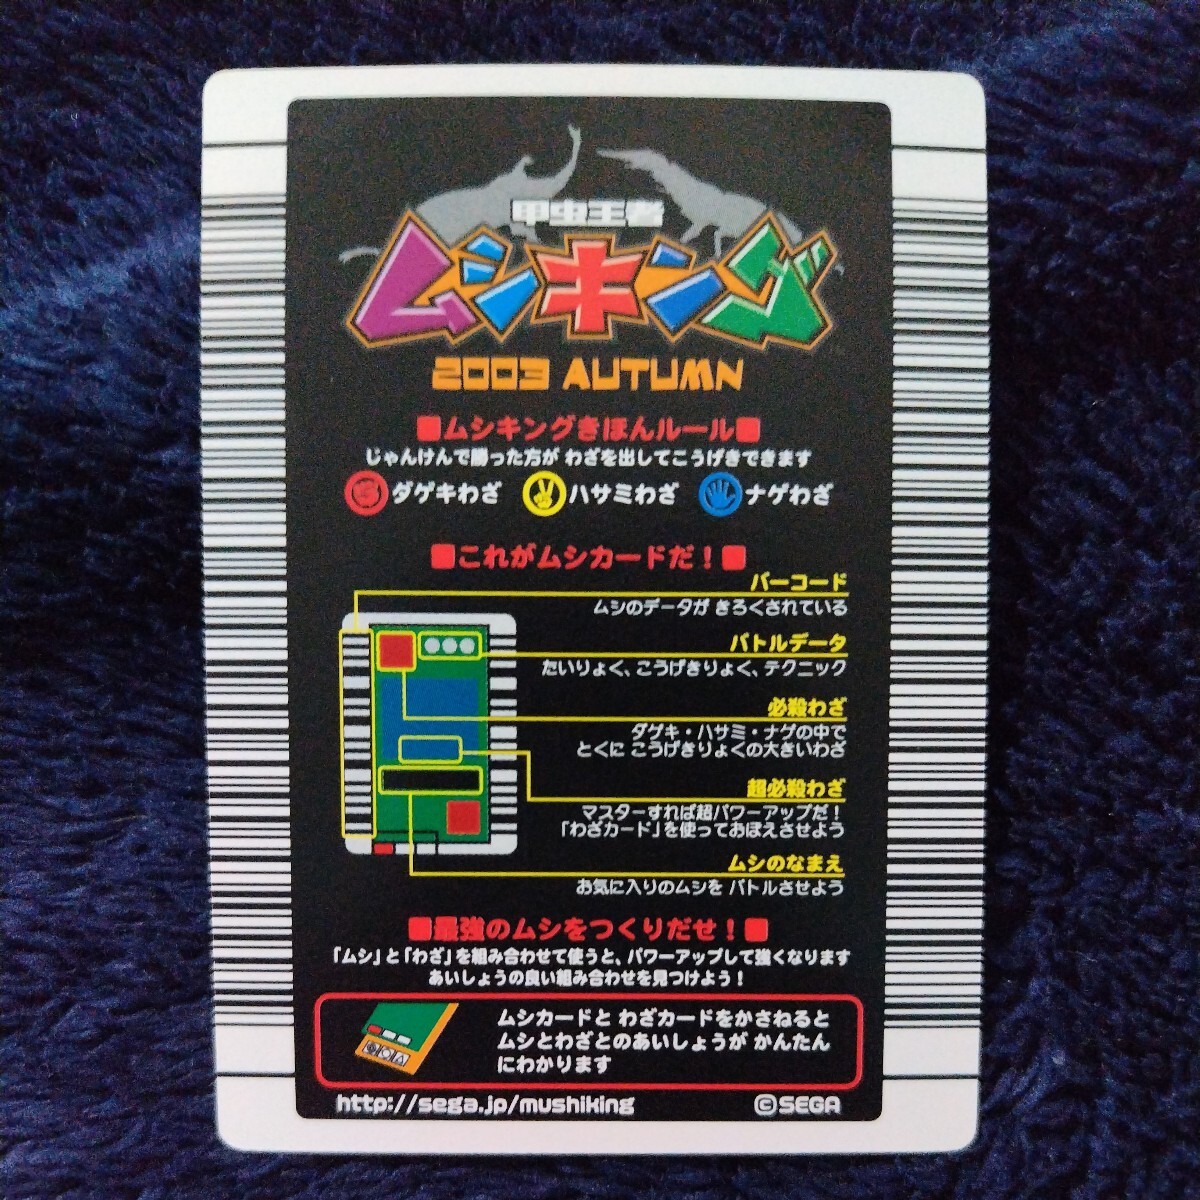 甲虫王者
ムシキング
2003 AUTUMN
■ムシキングきほんルール■
じゃんけんで勝った方が わざを出してこうげきできます
ダゲキわざ ハサミわざ ナゲわざ
■これがムシカードだ！■
バーコード
ムシのデータが きろくされている
バトルデータ
たいりょく、こうげきりょく、テクニック
必殺わざ
ダゲキ・ハサミ・ナゲの中で
とくに こうげきりょくの大きいわざ
超必殺わざ
マスターすれば超パワーアップだ！
「わざカード」を使っておぼえさせよう
ムシのなまえ
お気に入りのムシを バトルさせよう
■最強のムシをつくりだせ！■
「ムシ」と「わざ」を組み合わせて使うと、パワーアップして強くなります
あいしょうの良い組み合わせを見つけよう！
ムシカードと わざカードをかさねると
ムシとわざとのあいしょうが かんたん
にわかります
http://sega.jp/mushiking
©SEGA